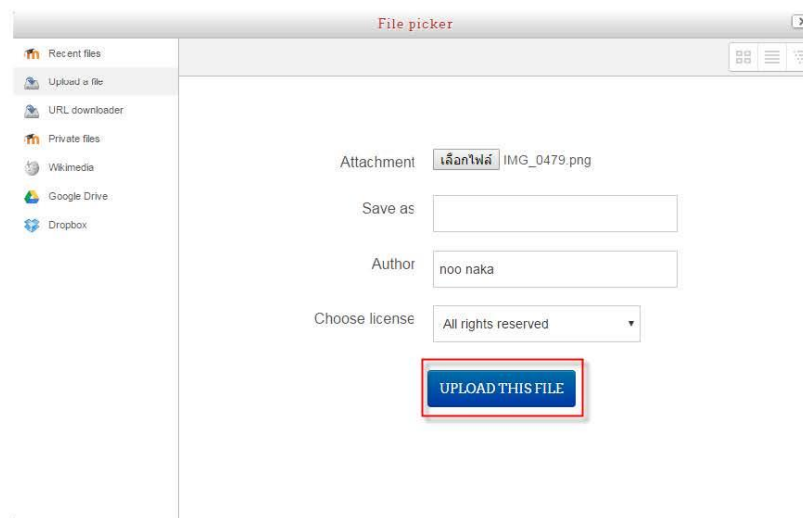 File picker
Recent files
Upload a file
URL downloader
Private files
Wikimedia
Google Drive
Dropbox
Attachment เลือกไฟล์ IMG_0479.png
Save as
Author noo naka
Choose license All rights reserved
UPLOAD THIS FILE